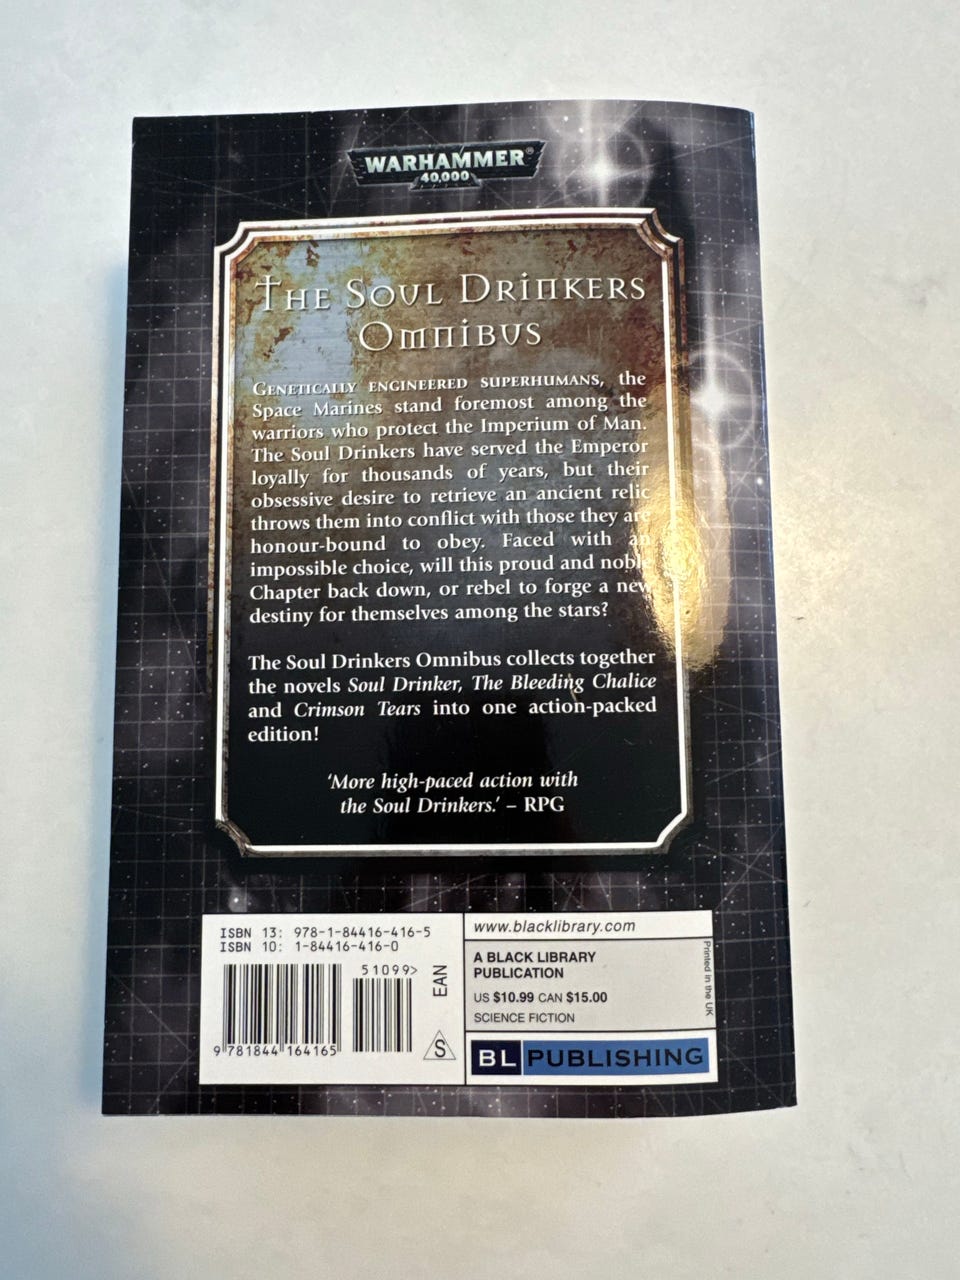 WARHAMMER®
40,000
THE SOUL DRINKERS
OMNIBUS
GENETICALLY ENGINEERED SUPERHUMANS, the
Space Marines stand foremost among the
warriors who protect the Imperium of Man.
The Soul Drinkers have served the Emperor
loyally for thousands of years, but their
obsessive desire to retrieve an ancient relic
throws them into conflict with those they are
honour-bound to obey. Faced with an
impossible choice, will this proud and noble
Chapter back down, or rebel to forge a new
destiny for themselves among the stars?
The Soul Drinkers Omnibus collects together
the novels Soul Drinker, The Bleeding Chalice
and Crimson Tears into one action-packed
edition!
‘More high-paced action with
the Soul Drinkers.’ – RPG
ISBN 13: 978-1-84416-416-5
ISBN 10: 1-84416-416-0
51099>
EAN
9 781844 164165
S
www.blacklibrary.com
A BLACK LIBRARY
PUBLICATION
US $10.99 CAN $15.00
SCIENCE FICTION
Printed in the UK
BL PUBLISHING